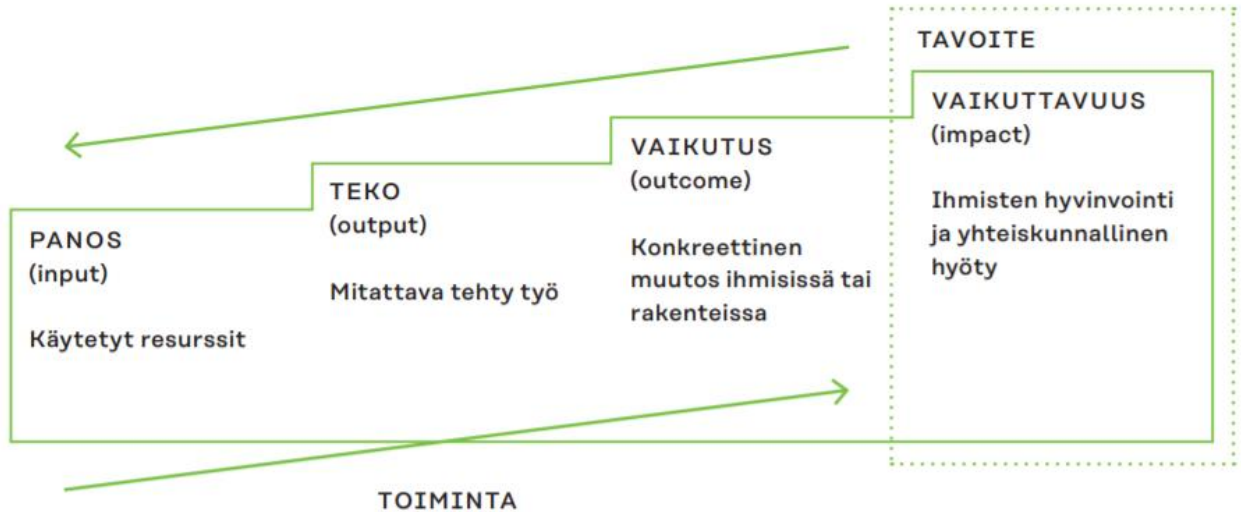 TAVOITE
VAIKUTTAVUUS
(impact)
Ihmisten hyvinvointi
ja yhteiskunnallinen
hyöty
VAIKUTUS
(outcome)
Konkreettinen
muutos ihmisissä tai
rakenteissa
TEKO
(output)
Mitattava tehty työ
PANOS
(input)
Käytetyt resurssit
TOIMINTA